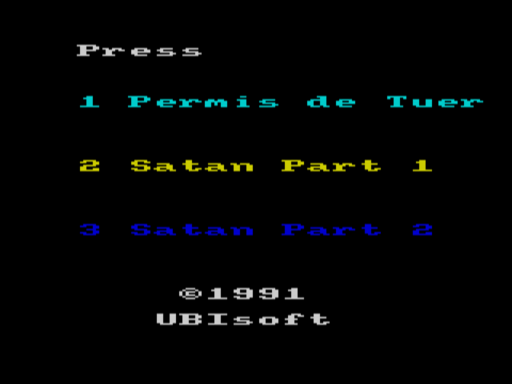 Press
1 Permis de Tuer
2 Satan Part 1
3 Satan Part 2
©1991
UBIsoft